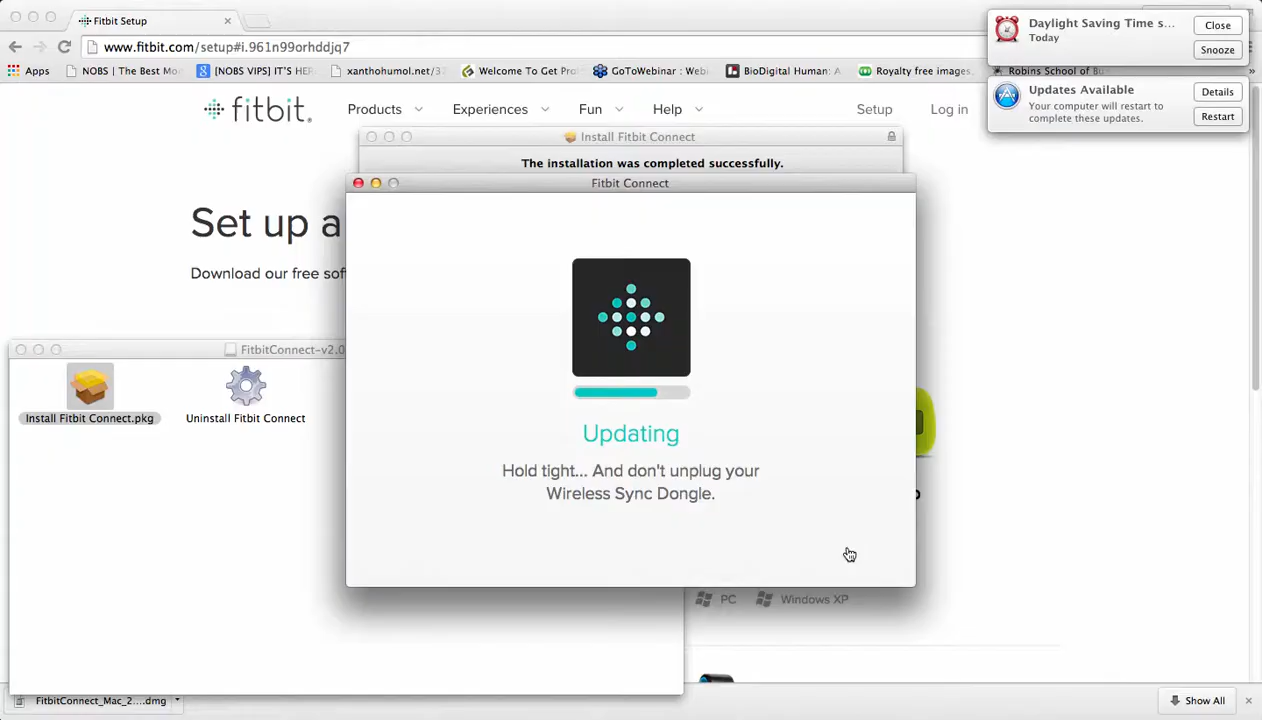 Fitbit Setup
www.fitbit.com/setup#i.961n99orhddjq7
Apps
NOBS | The Best Mo
[NOBS VIPS] IT'S HER
xanthohumol.net/37
Welcome To Get Pro
GoToWebinar : Web
BioDigital Human: A
Royalty free images,
Robins School of Bu
Daylight Saving Time s...
Today
Close
Snooze
Updates Available
Your computer will restart to
complete these updates.
Details
Restart
fitbit.
Products
Experiences
Fun
Help
Setup
Log in
Install Fitbit Connect
The installation was completed successfully.
Fitbit Connect
Set up a
Download our free sof
Updating
Hold tight... And don't unplug your
Wireless Sync Dongle.
FitbitConnect-v2.0
Install Fitbit Connect.pkg
Uninstall Fitbit Connect
PC
Windows XP
FitbitConnect_Mac_2....dmg
Show All